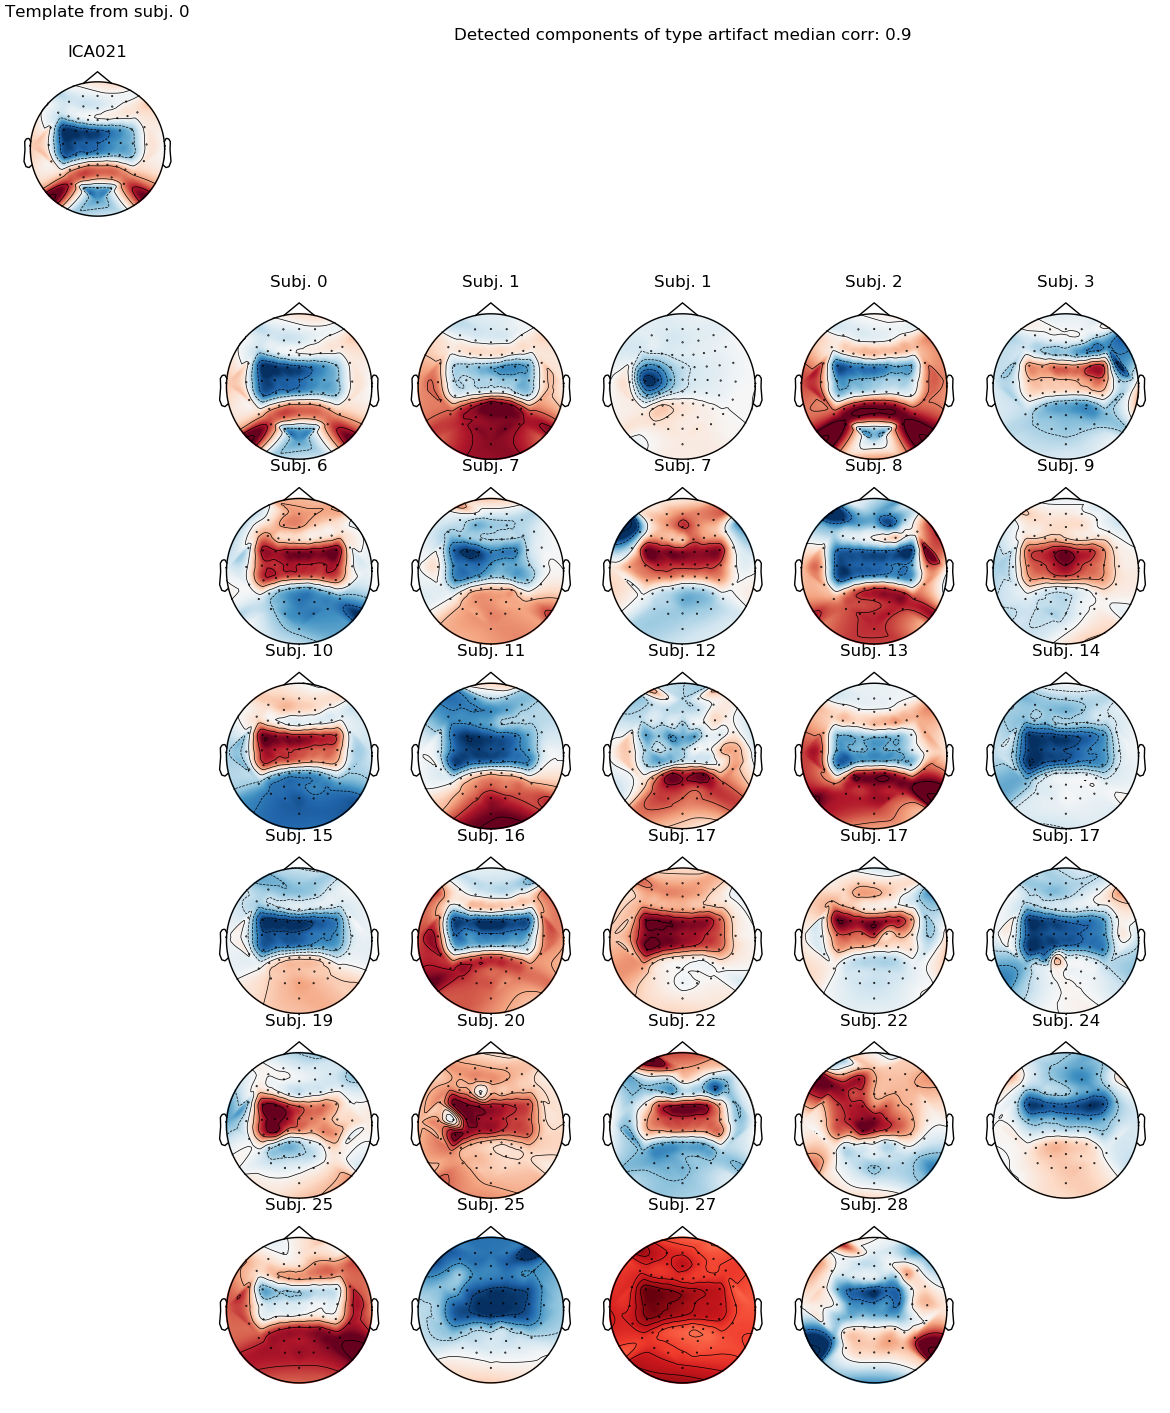 Template from subj. 0
Detected components of type artifact median corr: 0.9
ICA021
Subj. 0 Subj. 1 Subj. 1 Subj. 2 Subj. 3
Subj. 6 Subj. 7 Subj. 7 Subj. 8 Subj. 9
Subj. 10 Subj. 11 Subj. 12 Subj. 13 Subj. 14
Subj. 15 Subj. 16 Subj. 17 Subj. 17 Subj. 17
Subj. 19 Subj. 20 Subj. 22 Subj. 22 Subj. 24
Subj. 25 Subj. 25 Subj. 27 Subj. 28